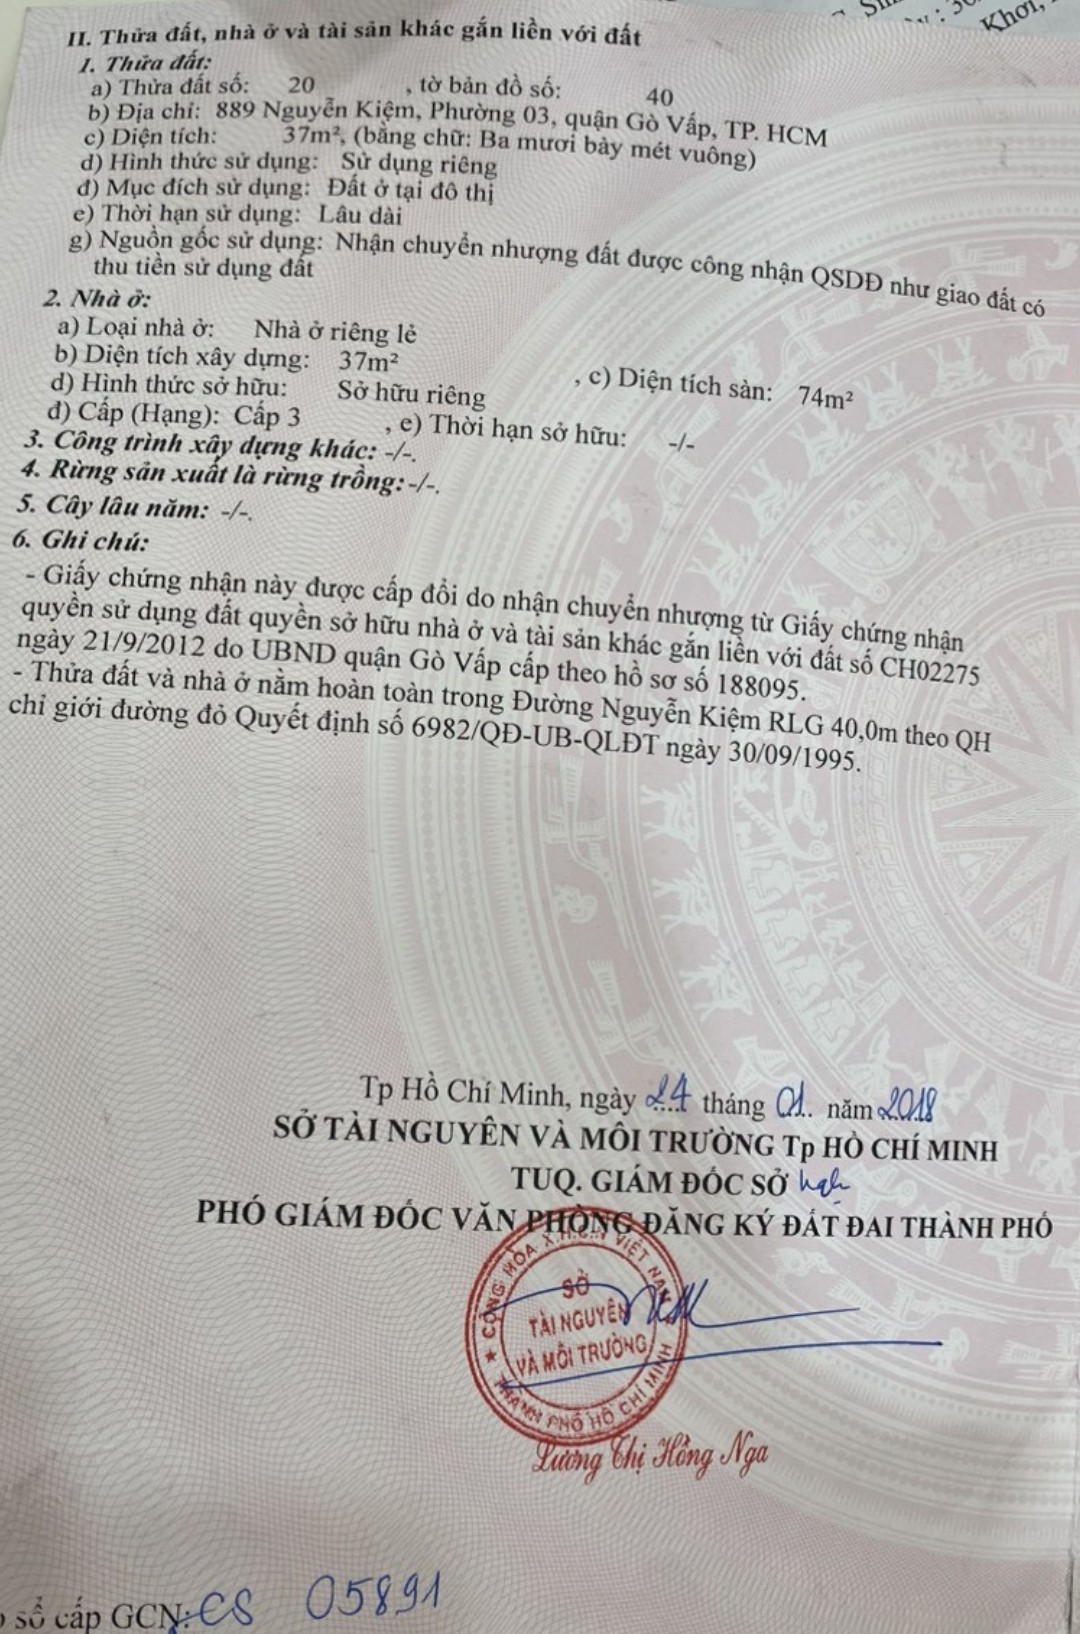 Khơi,
II. Thửa đất, nhà ở và tài sản khác gắn liền với đất
1. Thửa đất:
a) Thửa đất số: 20 , tờ bản đồ số: 40
b) Địa chỉ: 889 Nguyễn Kiệm, Phường 03, quận Gò Vấp, TP. HCM
c) Diện tích: 37m², (bằng chữ: Ba mươi bảy mét vuông)
d) Hình thức sử dụng: Sử dụng riêng
đ) Mục đích sử dụng: Đất ở tại đô thị
e) Thời hạn sử dụng: Lâu dài
g) Nguồn gốc sử dụng: Nhận chuyển nhượng đất được công nhận QSDĐ như giao đất có
thu tiền sử dụng đất
2. Nhà ở:
a) Loại nhà ở: Nhà ở riêng lẻ
b) Diện tích xây dựng: 37m² , c) Diện tích sàn: 74m²
d) Hình thức sở hữu: Sở hữu riêng
đ) Cấp (Hạng): Cấp 3 , e) Thời hạn sở hữu: -/-
3. Công trình xây dựng khác: -/-.
4. Rừng sản xuất là rừng trồng: -/-.
5. Cây lâu năm: -/-.
6. Ghi chú:
- Giấy chứng nhận này được cấp đổi do nhận chuyển nhượng từ Giấy chứng nhận
quyền sử dụng đất quyền sở hữu nhà ở và tài sản khác gắn liền với đất số CH02275
ngày 21/9/2012 do UBND quận Gò Vấp cấp theo hồ sơ số 188095.
- Thửa đất và nhà ở nằm hoàn toàn trong Đường Nguyễn Kiệm RLG 40,0m theo QH
chỉ giới đường đỏ Quyết định số 6982/QĐ-UB-QLĐT ngày 30/09/1995.
Tp Hồ Chí Minh, ngày 24 tháng 01 năm 2018
SỞ TÀI NGUYÊN VÀ MÔI TRƯỜNG Tp HỒ CHÍ MINH
TUQ. GIÁM ĐỐC SỞ
PHÓ GIÁM ĐỐC VĂN PHÒNG ĐĂNG KÝ ĐẤT ĐAI THÀNH PHỐ
CỘNG HÒA X.H.C.N VIỆT NAM
SỞ
TÀI NGUYÊN
VÀ MÔI TRƯỜNG
THÀNH PHỐ HỒ CHÍ MINH
Lương Thị Hồng Nga
sổ cấp GCN: CS 05891